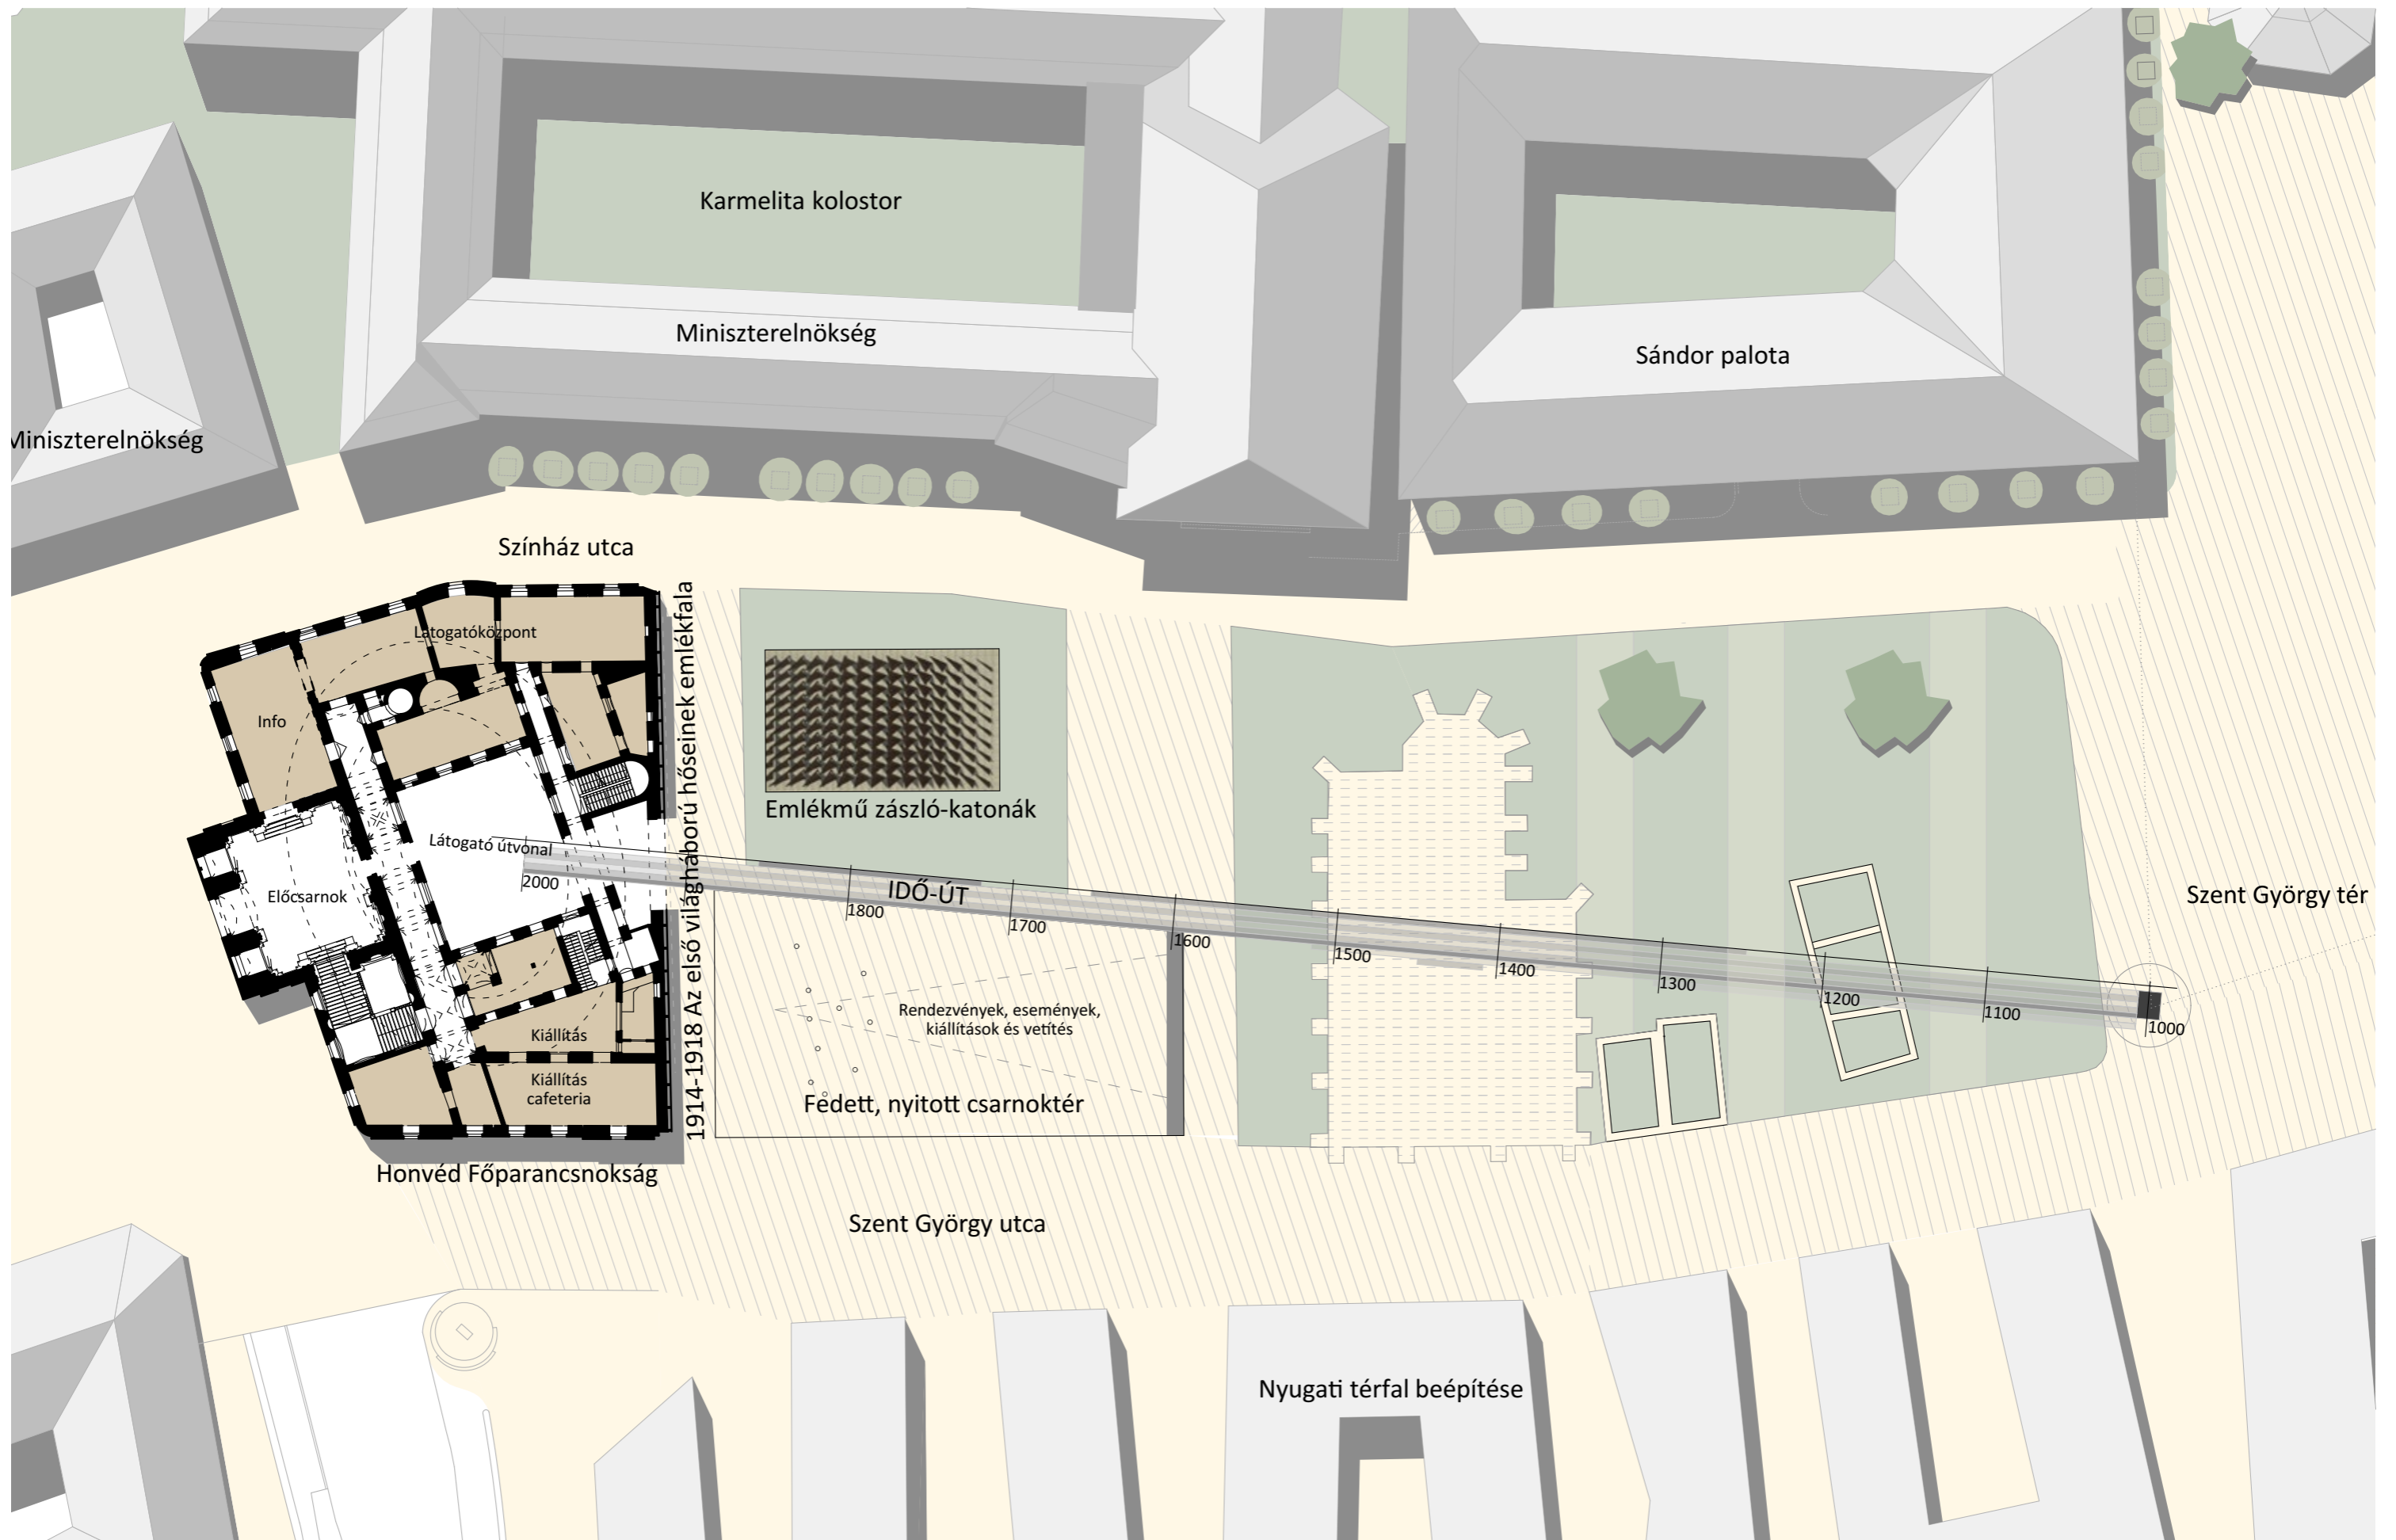 Karmelita kolostor
Miniszterelnökség
Sándor palota
Miniszterelnökség
Színház utca
Látogatóközpont
Info
1914-1918 Az első világháború hőseinek emlékfala
Emlékmű zászló-katonák
Látogató útvonal
2000
Előcsarnok
IDŐ-ÚT
1800
1700
1600
1500
1400
1300
1200
1100
1000
Szent György tér
Rendezvények, események,
kiállítások és vetítés
Kiállítás
Kiállítás
cafeteria
Fedett, nyitott csarnoktér
Honvéd Főparancsnokság
Szent György utca
Nyugati térfal beépítése